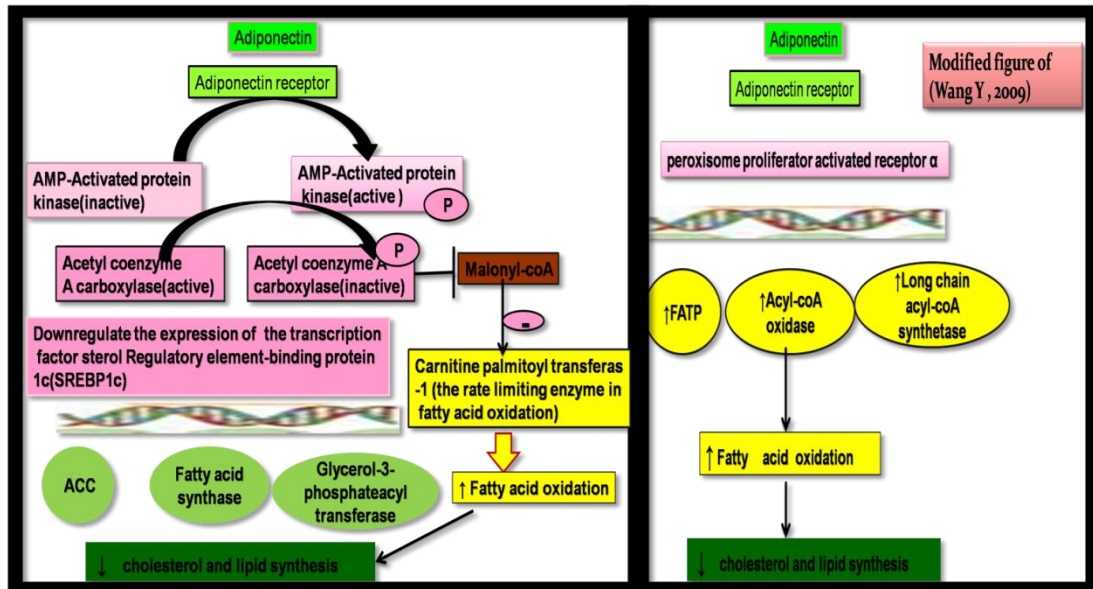 Adiponectin
Adiponectin receptor
AMP-Activated protein
kinase(inactive)
AMP-Activated protein
kinase(active )
P
Acetyl coenzyme
A carboxylase(active)
Acetyl coenzyme A
carboxylase(inactive)
P
Malonyl-coA
-
Downregulate the expression of the transcription
factor sterol Regulatory element-binding protein
1c(SREBP1c)
Carnitine palmitoyl transferas
-1 (the rate limiting enzyme in
fatty acid oxidation)
ACC
Fatty acid
synthase
Glycerol-3-
phosphateacyl
transferase
↑ Fatty acid oxidation
↓ cholesterol and lipid synthesis
Adiponectin
Adiponectin receptor
Modified figure of
(Wang Y , 2009)
peroxisome proliferator activated receptor α
↑FATP
↑Acyl-coA
oxidase
↑Long chain
acyl-coA
synthetase
↑ Fatty acid oxidation
↓ cholesterol and lipid synthesis